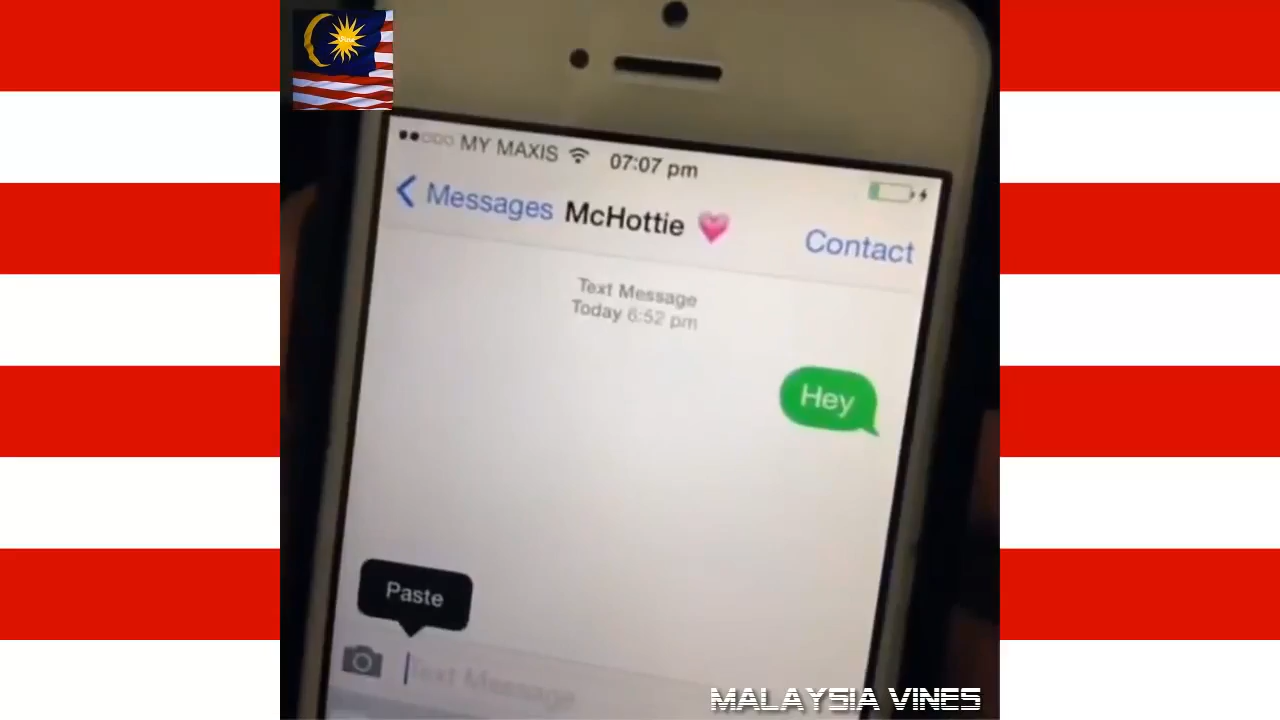 MY MAXIS 07:07 pm
Messages McHottie Contact
Text Message
Today 6:52 pm
Hey
Paste
Text Message
MALAYSIA VINES